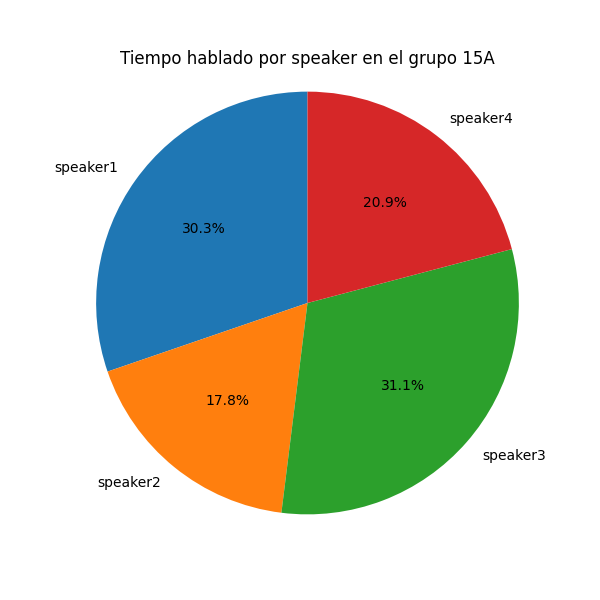 Tiempo hablado por speaker en el grupo 15A
speaker4
speaker1
20.9%
30.3%
31.1%
17.8%
speaker3
speaker2